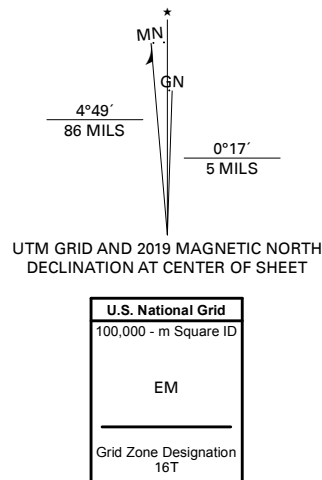 ★
MN
GN
4°49´
86 MILS
0°17´
5 MILS
UTM GRID AND 2019 MAGNETIC NORTH
DECLINATION AT CENTER OF SHEET
U.S. National Grid
100,000 - m Square ID
EM
Grid Zone Designation
16T